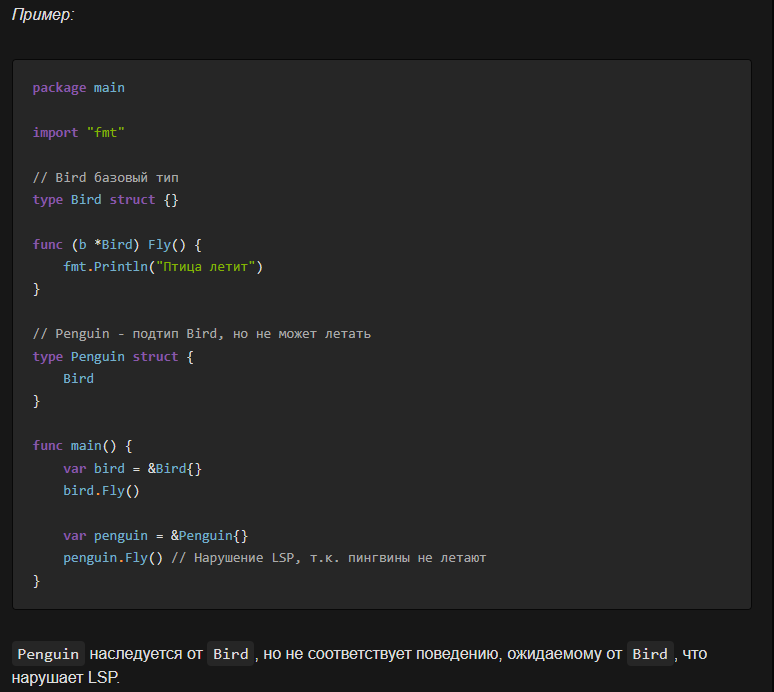 Пример:
package main
import "fmt"
// Bird базовый тип
type Bird struct {}
func (b *Bird) Fly() {
    fmt.Println("Птица летит")
}
// Penguin - подтип Bird, но не может летать
type Penguin struct {
    Bird
}
func main() {
    var bird = &Bird{}
    bird.Fly()
    var penguin = &Penguin{}
    penguin.Fly() // Нарушение LSP, т.к. пингвины не летают
}
Penguin наследуется от Bird, но не соответствует поведению, ожидаемому от Bird, что
нарушает LSP.